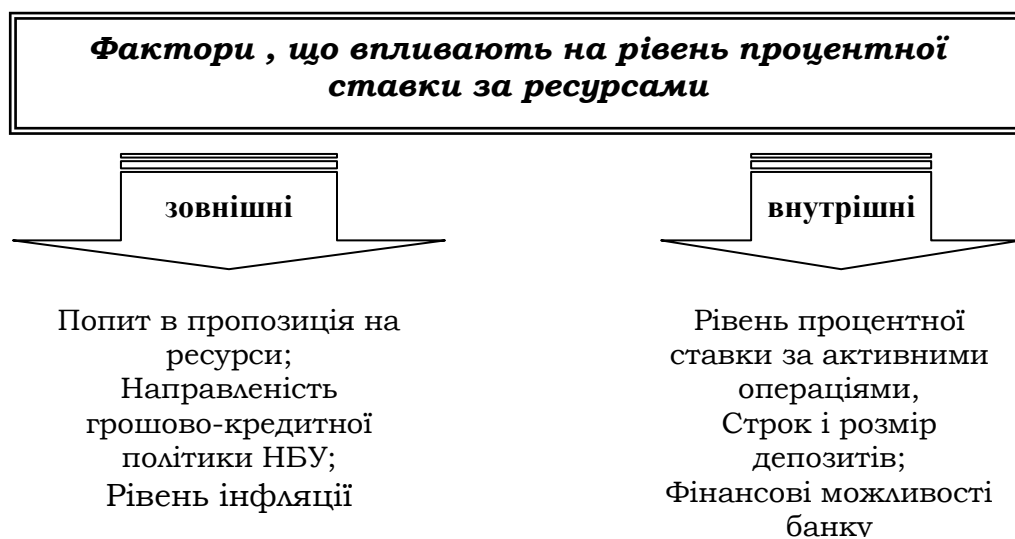 Фактори , що впливають на рівень процентної
ставки за ресурсами
зовнішні
Попит в пропозиція на
ресурси;
Направленість
грошово-кредитної
політики НБУ;
Рівень інфляції
внутрішні
Рівень процентної
ставки за активними
операціями,
Строк і розмір
депозитів;
Фінансові можливості
банку